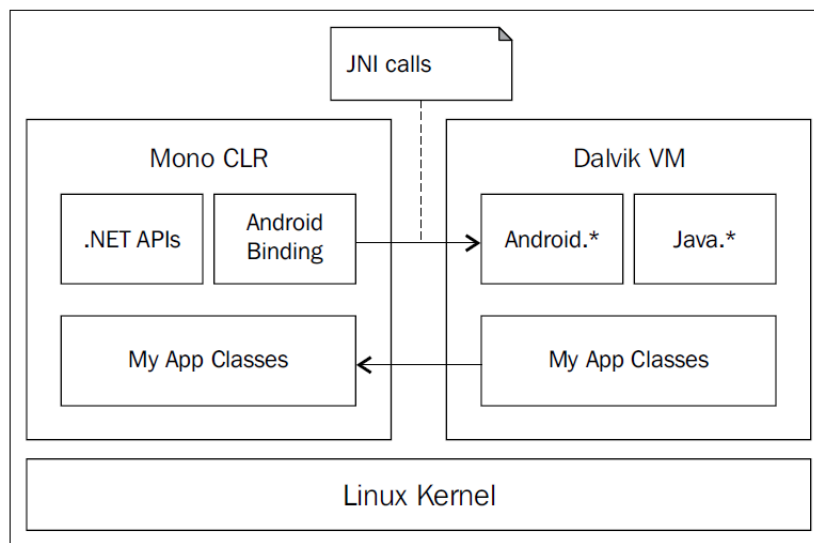 JNI calls
Mono CLR
Dalvik VM
.NET APIs
Android
Binding
Android.*
Java.*
My App Classes
My App Classes
Linux Kernel